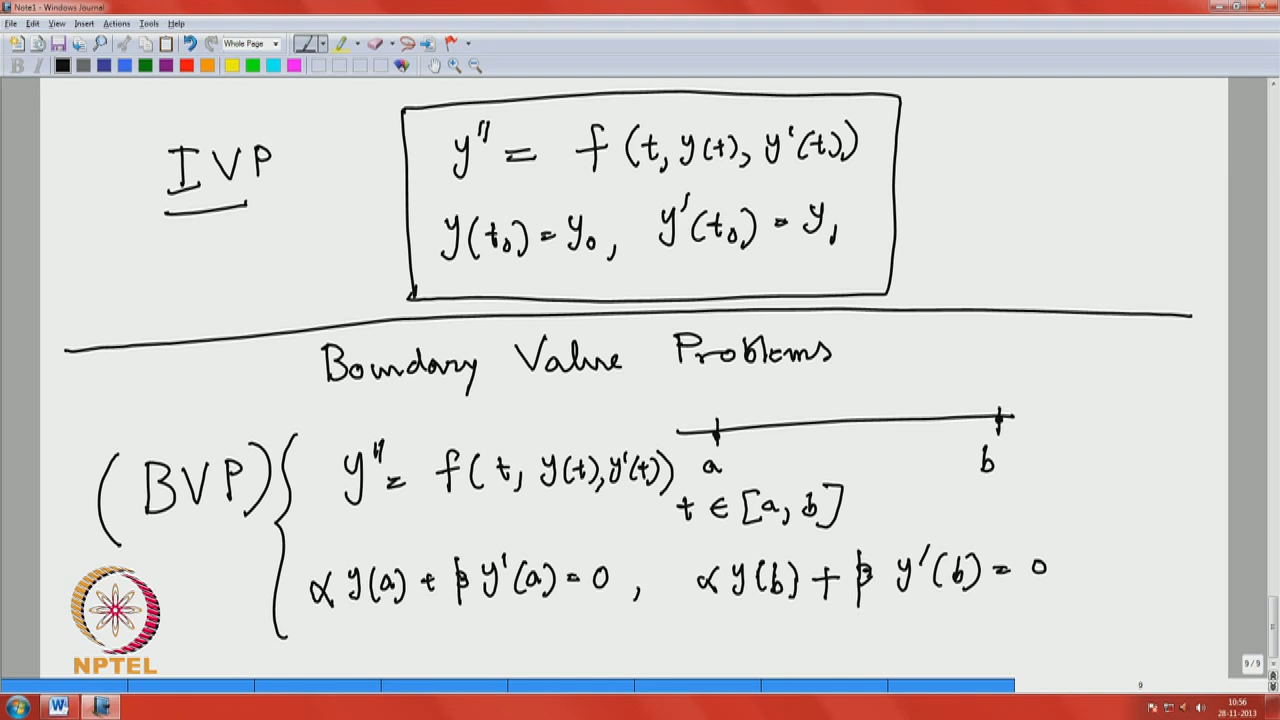 Note1 - Windows Journal
File Edit View Insert Actions Tools Help
Whole Page
B I
IVP
y'' = f(t, y(t), y'(t))
y(t₀) = y₀, y'(t₀) = y₁
Boundary Value Problems
(BVP) { y'' = f(t, y(t), y'(t))
a b
t ∈ [a, b]
α y(a) + β y'(a) = 0, α y(b) + β y'(b) = 0
NPTEL
9/9
9
10:56
28-11-2013